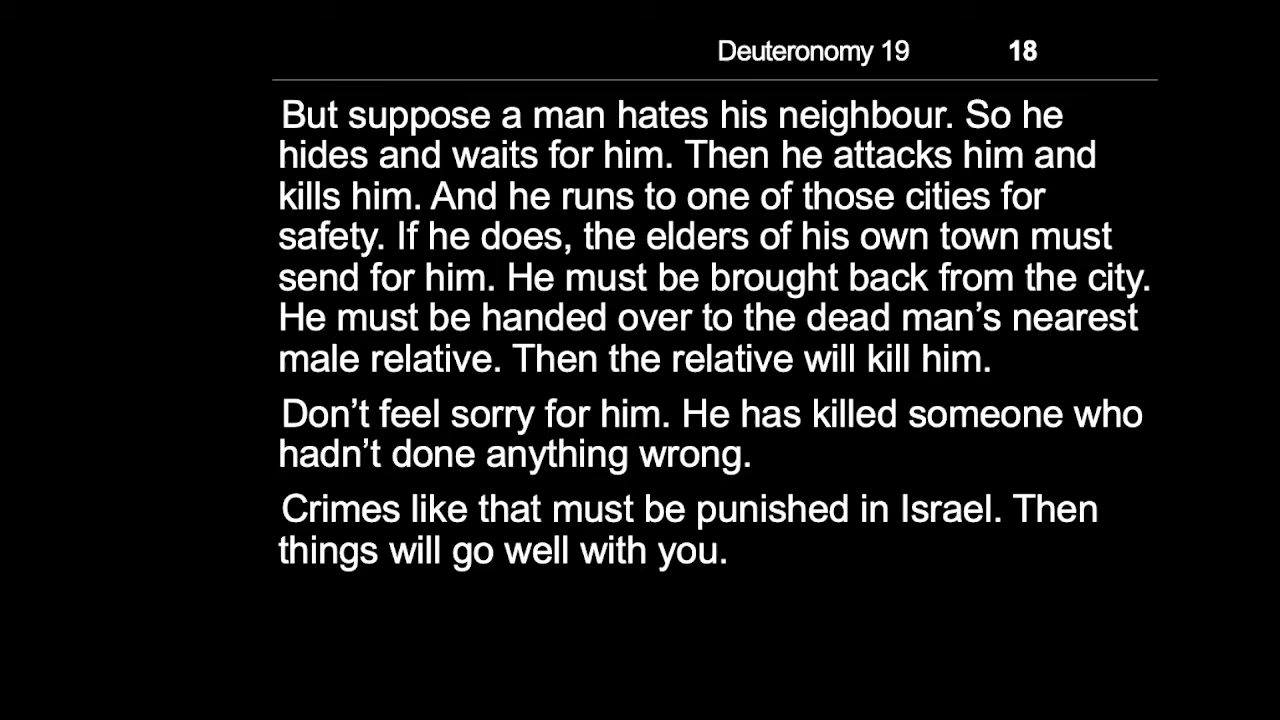 Deuteronomy 19 18
But suppose a man hates his neighbour. So he
hides and waits for him. Then he attacks him and
kills him. And he runs to one of those cities for
safety. If he does, the elders of his own town must
send for him. He must be brought back from the city.
He must be handed over to the dead man’s nearest
male relative. Then the relative will kill him.
Don’t feel sorry for him. He has killed someone who
hadn’t done anything wrong.
Crimes like that must be punished in Israel. Then
things will go well with you.